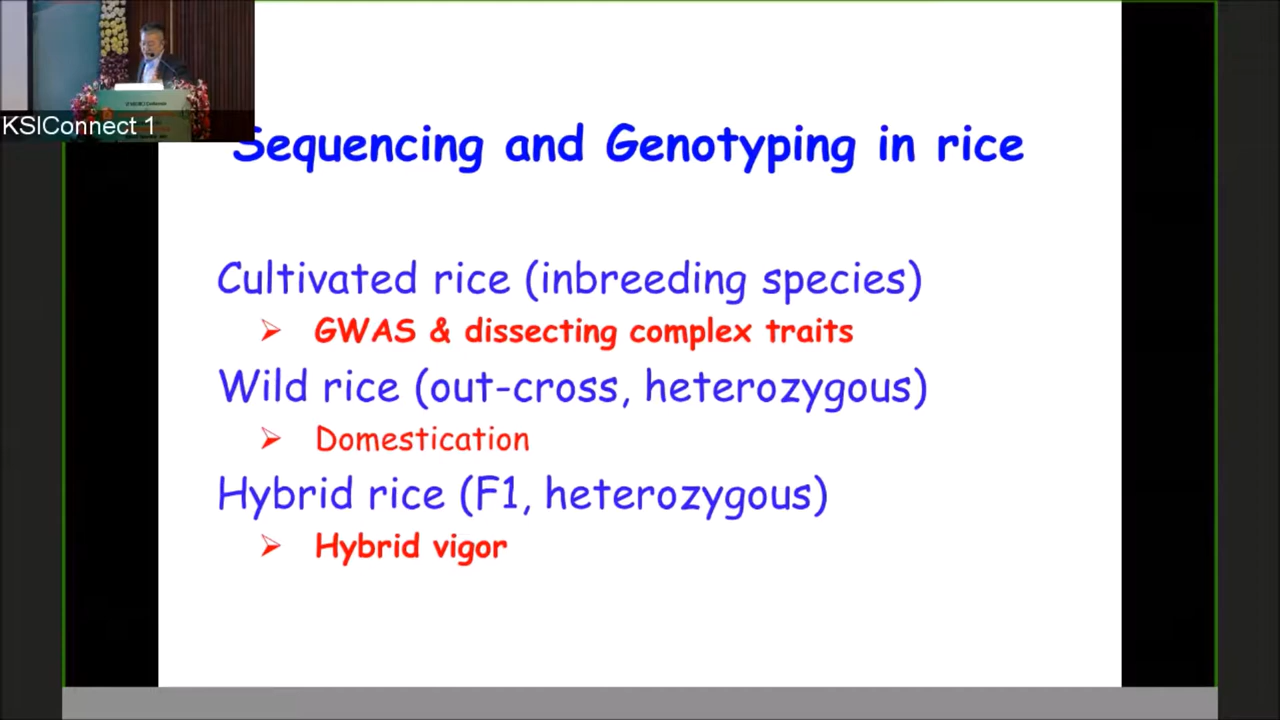 KSIConnect 1
Sequencing and Genotyping in rice
Cultivated rice (inbreeding species)
GWAS & dissecting complex traits
Wild rice (out-cross, heterozygous)
Domestication
Hybrid rice (F1, heterozygous)
Hybrid vigor